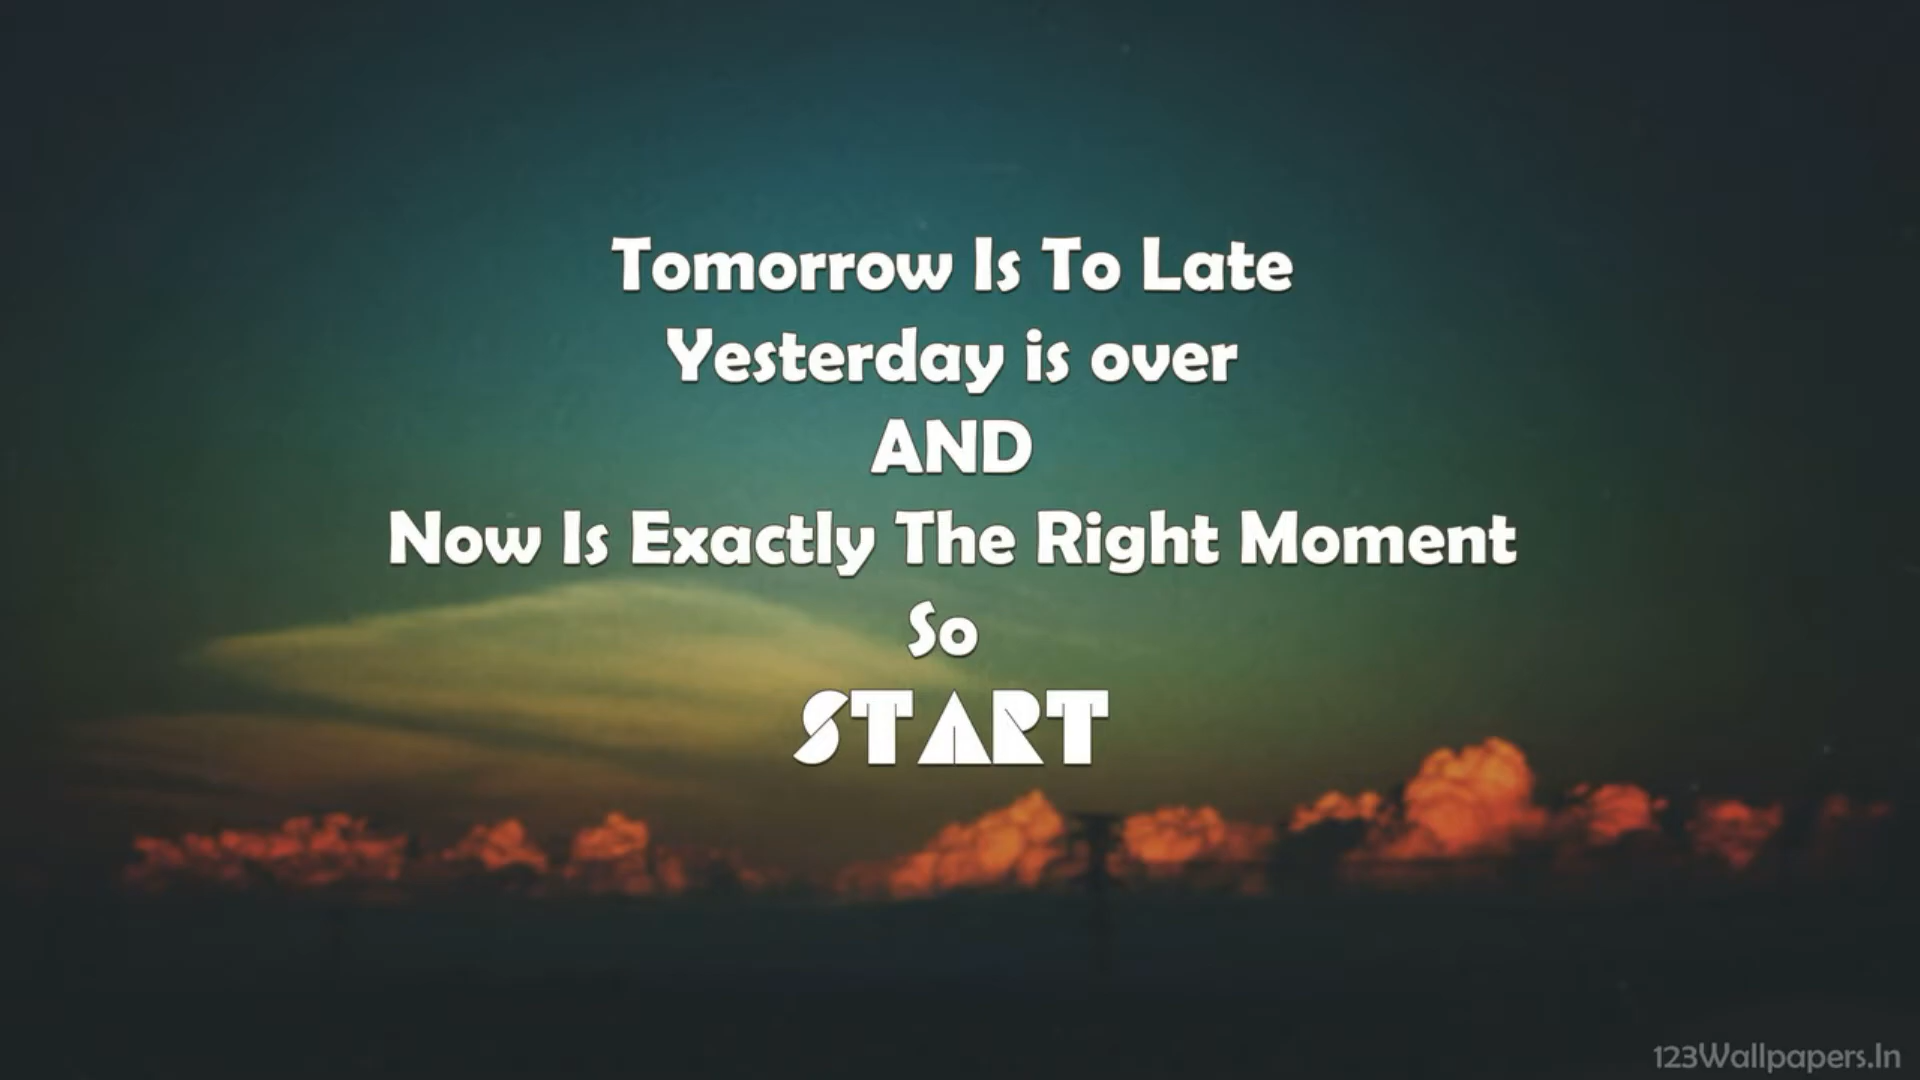 Tomorrow Is To Late
Yesterday is over
AND
Now Is Exactly The Right Moment
So
START
123Wallpapers.In